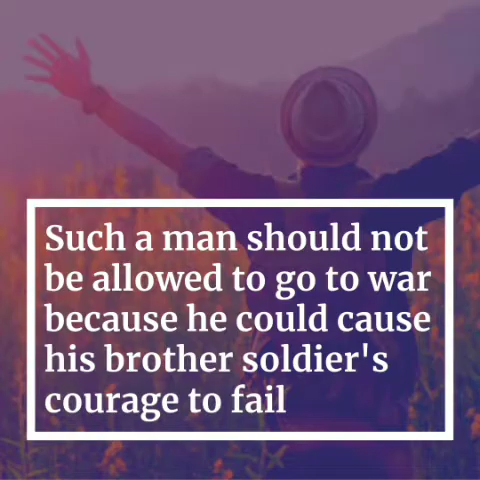 Such a man should not
be allowed to go to war
because he could cause
his brother soldier's
courage to fail